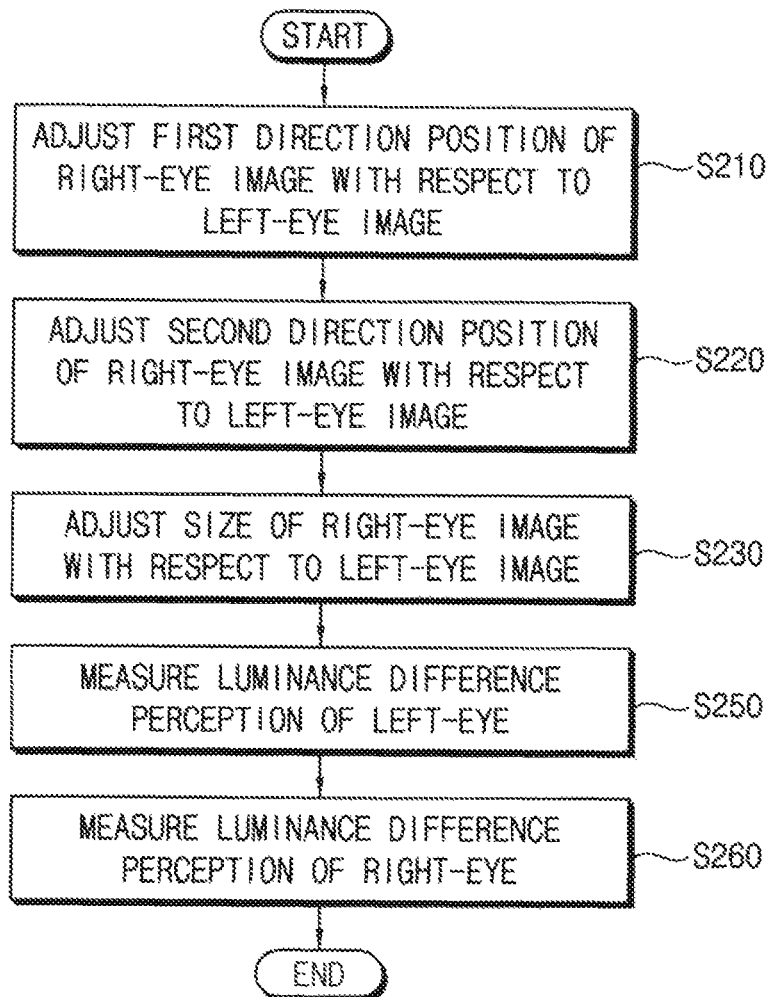 START
ADJUST FIRST DIRECTION POSITION OF
RIGHT-EYE IMAGE WITH RESPECT TO
LEFT-EYE IMAGE
S210
ADJUST SECOND DIRECTION POSITION
OF RIGHT-EYE IMAGE WITH RESPECT
TO LEFT-EYE IMAGE
S220
ADJUST SIZE OF RIGHT-EYE IMAGE
WITH RESPECT TO LEFT-EYE IMAGE
S230
MEASURE LUMINANCE DIFFERENCE
PERCEPTION OF LEFT-EYE
S250
MEASURE LUMINANCE DIFFERENCE
PERCEPTION OF RIGHT-EYE
S260
END